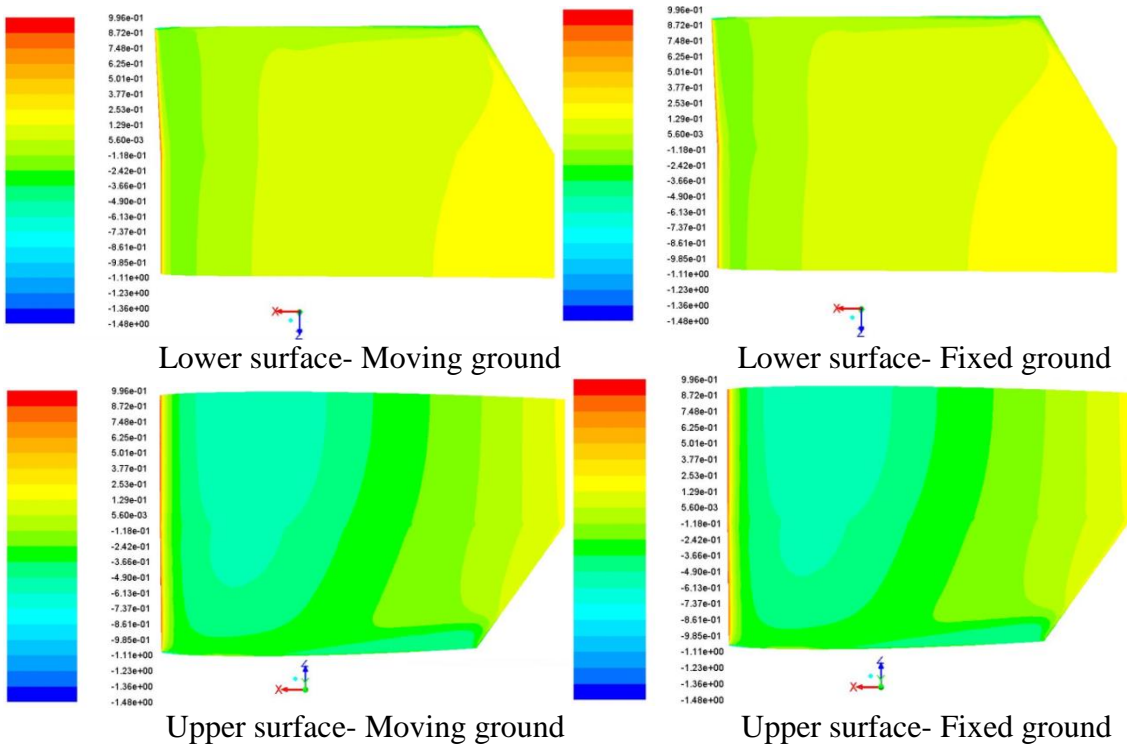 9.96e-01
8.72e-01
7.48e-01
6.25e-01
5.01e-01
3.77e-01
2.53e-01
1.29e-01
5.60e-03
-1.18e-01
-2.42e-01
-3.66e-01
-4.90e-01
-6.13e-01
-7.37e-01
-8.61e-01
-9.85e-01
-1.11e+00
-1.23e+00
-1.36e+00
-1.48e+00
X
Z
Lower surface- Moving ground
9.96e-01
8.72e-01
7.48e-01
6.25e-01
5.01e-01
3.77e-01
2.53e-01
1.29e-01
5.60e-03
-1.18e-01
-2.42e-01
-3.66e-01
-4.90e-01
-6.13e-01
-7.37e-01
-8.61e-01
-9.85e-01
-1.11e+00
-1.23e+00
-1.36e+00
-1.48e+00
X
Z
Lower surface- Fixed ground
9.96e-01
8.72e-01
7.48e-01
6.25e-01
5.01e-01
3.77e-01
2.53e-01
1.29e-01
5.60e-03
-1.18e-01
-2.42e-01
-3.66e-01
-4.90e-01
-6.13e-01
-7.37e-01
-8.61e-01
-9.85e-01
-1.11e+00
-1.23e+00
-1.36e+00
-1.48e+00
Z
Y
X
Upper surface- Moving ground
9.96e-01
8.72e-01
7.48e-01
6.25e-01
5.01e-01
3.77e-01
2.53e-01
1.29e-01
5.60e-03
-1.18e-01
-2.42e-01
-3.66e-01
-4.90e-01
-6.13e-01
-7.37e-01
-8.61e-01
-9.85e-01
-1.11e+00
-1.23e+00
-1.36e+00
-1.48e+00
Z
Y
X
Upper surface- Fixed ground